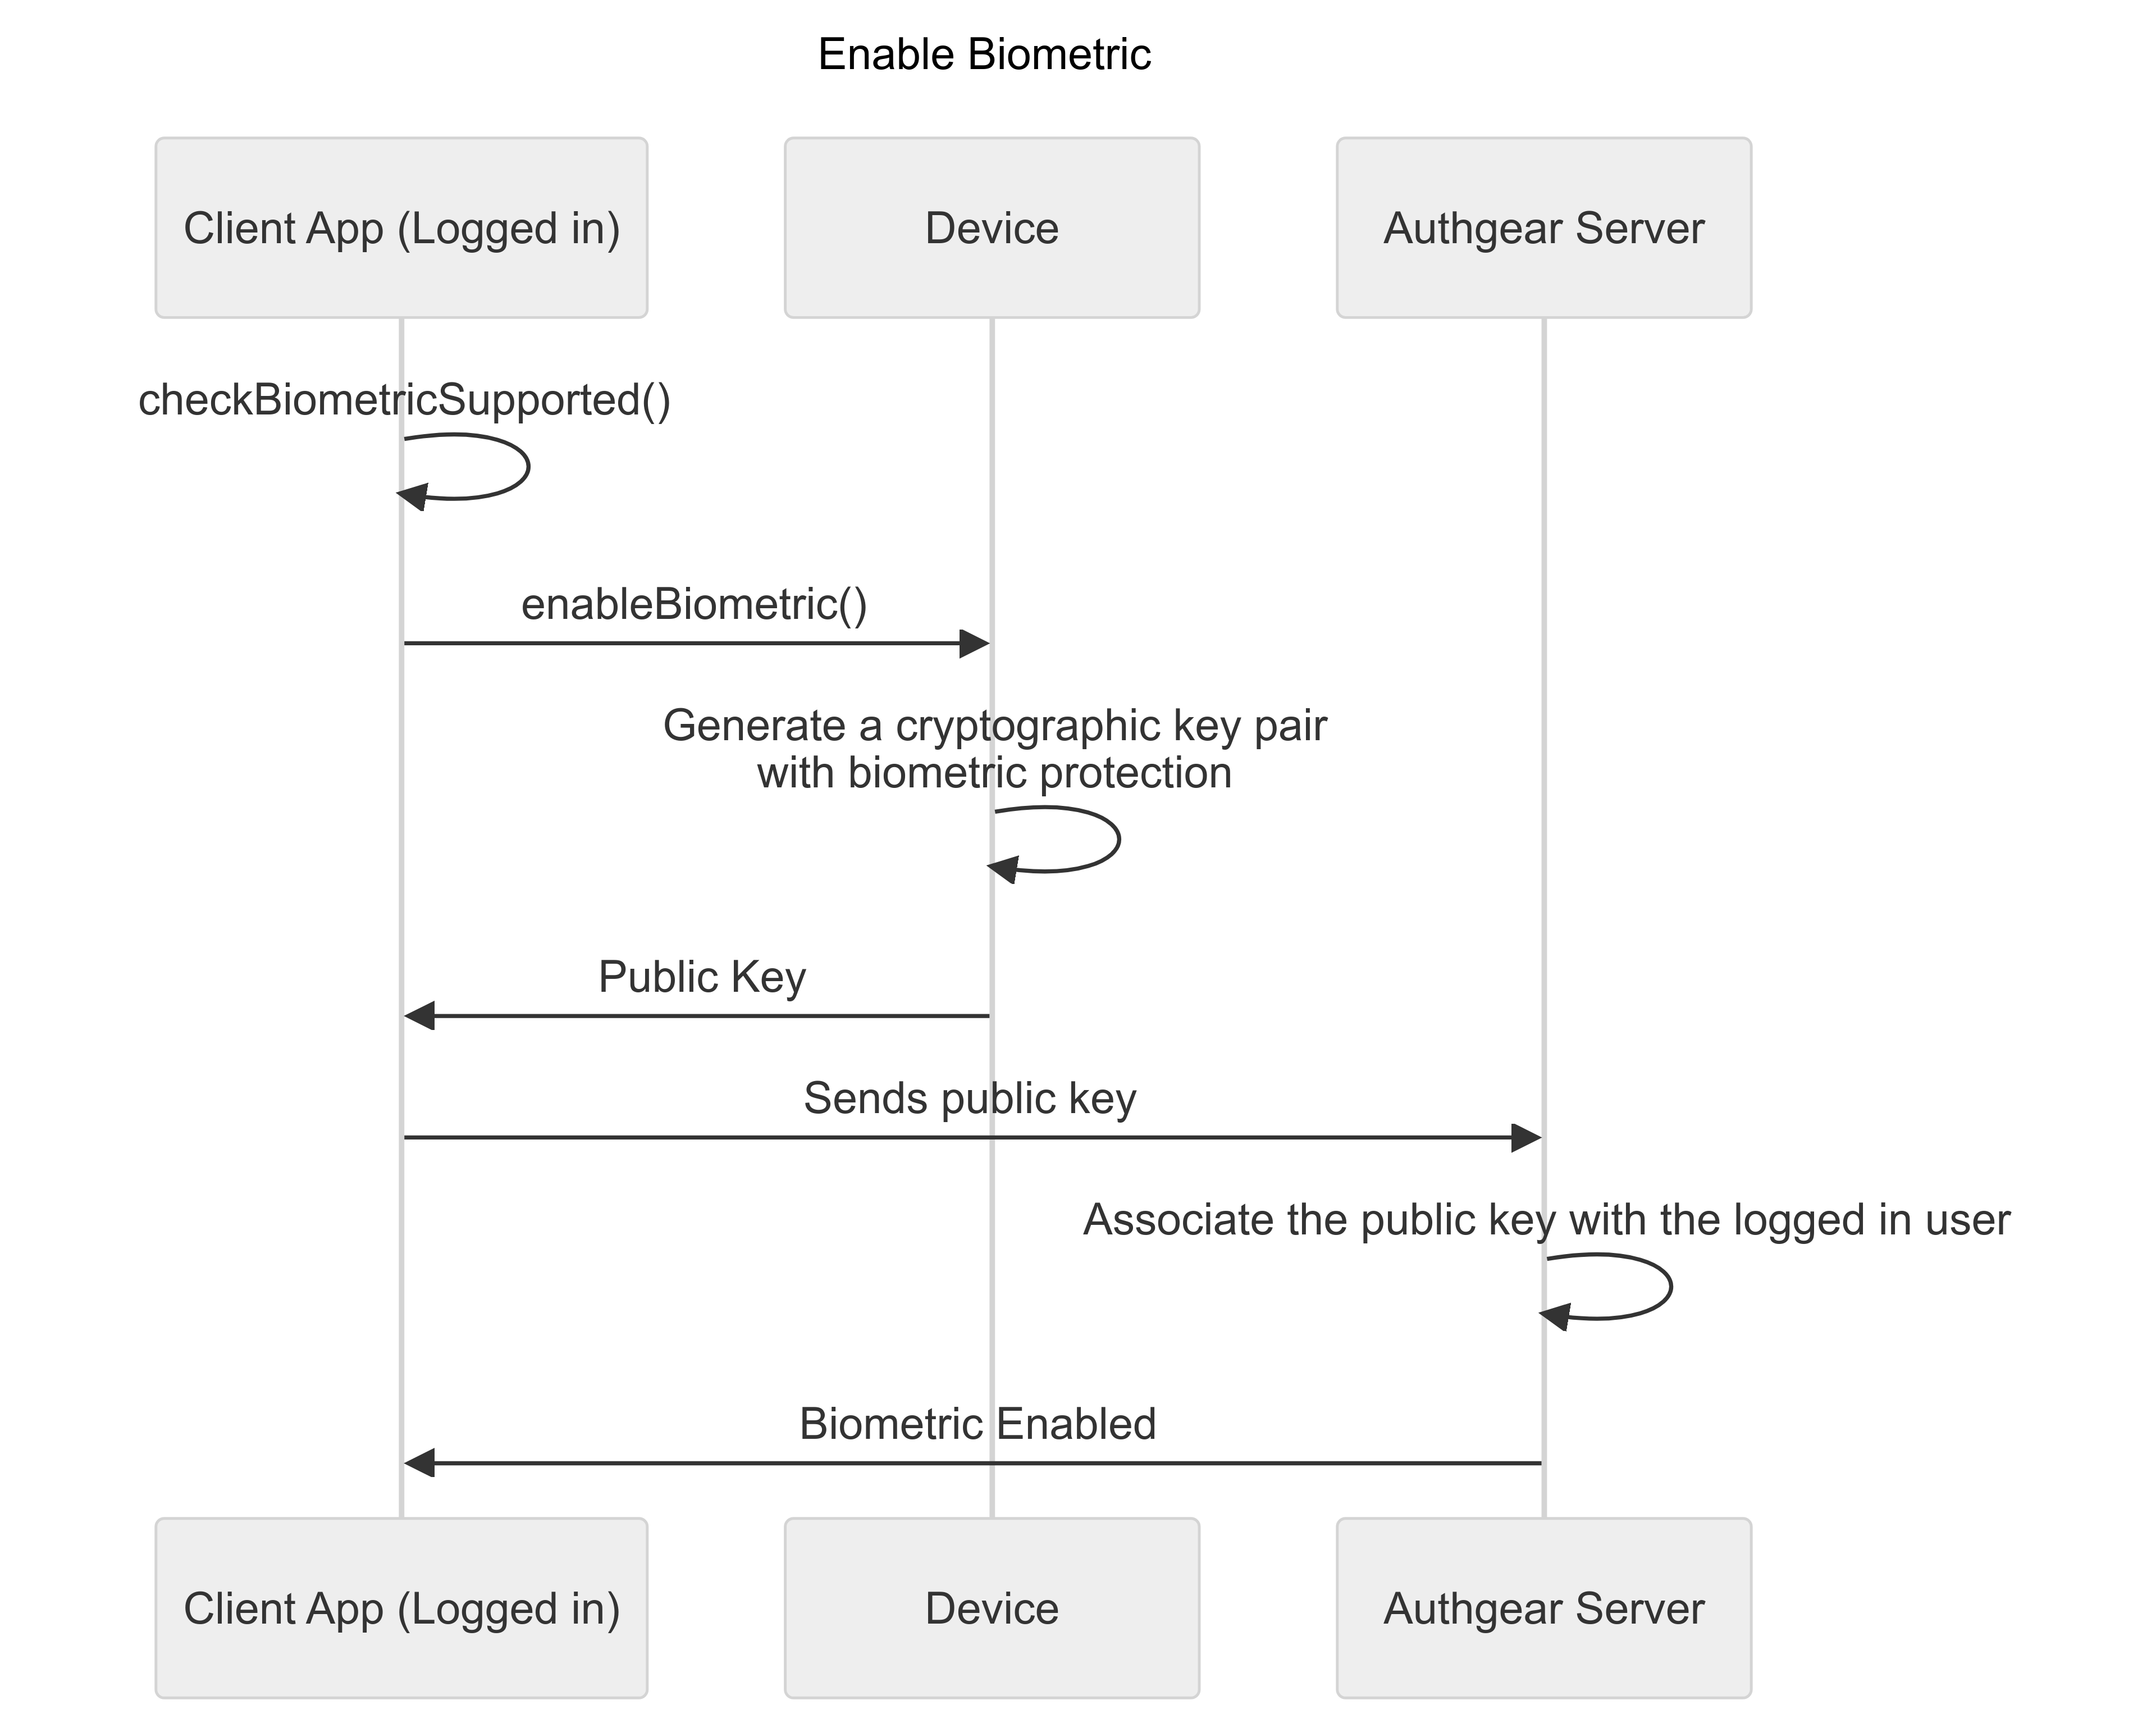 Enable Biometric
Client App (Logged in)
Device
Authgear Server
checkBiometricSupported()
enableBiometric()
Generate a cryptographic key pair
with biometric protection
Public Key
Sends public key
Associate the public key with the logged in user
Biometric Enabled
Client App (Logged in)
Device
Authgear Server